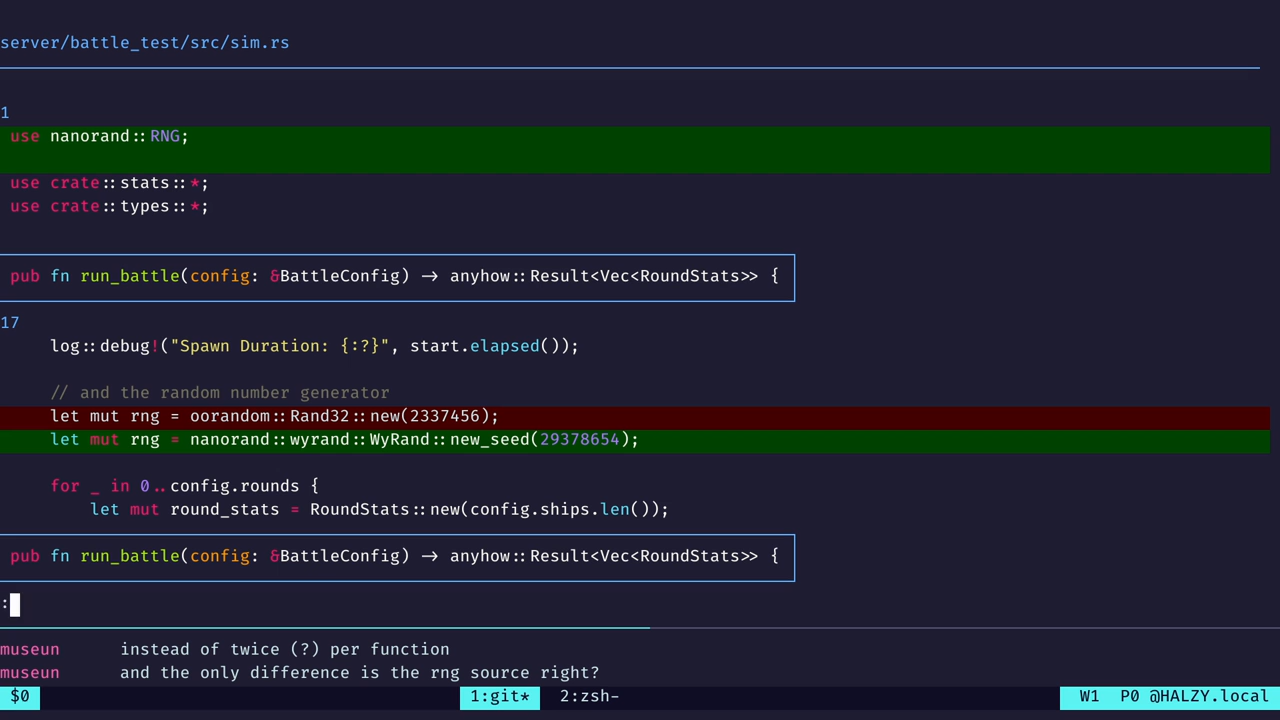 server/battle_test/src/sim.rs
1
use nanorand::RNG;
use crate::stats::*;
use crate::types::*;
pub fn run_battle(config: &BattleConfig) -> anyhow::Result<Vec<RoundStats>> {
17
log::debug!("Spawn Duration: {:?}", start.elapsed());
// and the random number generator
let mut rng = oorandom::Rand32::new(2337456);
let mut rng = nanorand::wyrand::WyRand::new_seed(29378654);
for _ in 0..config.rounds {
let mut round_stats = RoundStats::new(config.ships.len());
pub fn run_battle(config: &BattleConfig) -> anyhow::Result<Vec<RoundStats>> {
:
museun instead of twice (?) per function
museun and the only difference is the rng source right?
$0 1:git* 2:zsh- W1 P0 @HALZY.local